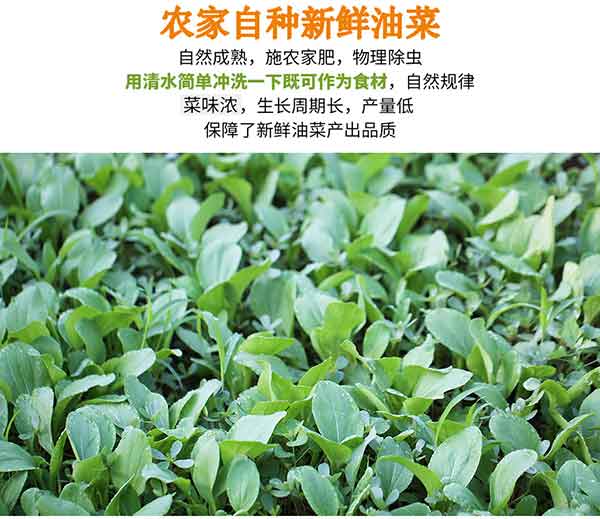 农家自种新鲜油菜
自然成熟，施农家肥，物理除虫
用清水简单冲洗一下既可作为食材，自然规律
菜味浓，生长周期长，产量低
保障了新鲜油菜产出品质